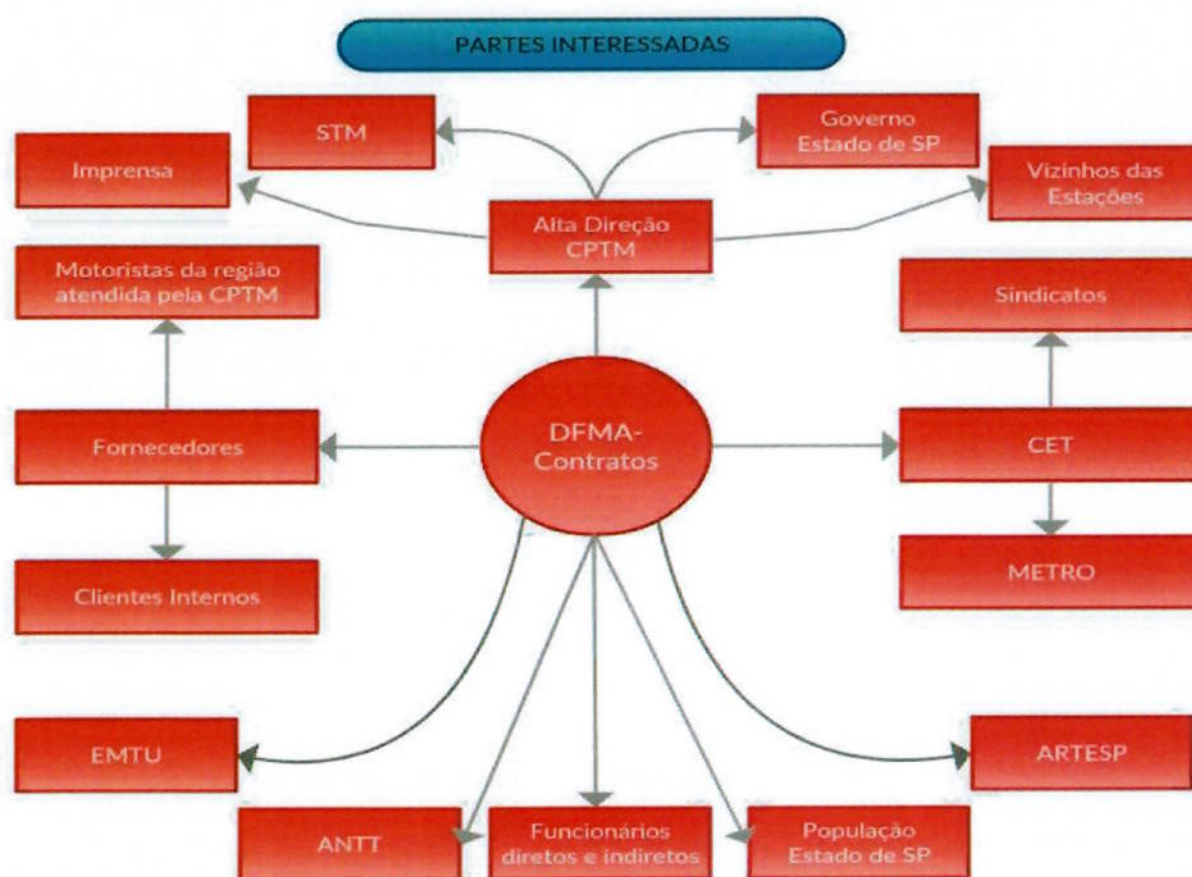 PARTES INTERESSADAS
STM
Governo
Estado de SP
Imprensa
Vizinhos das
Estações
Alta Direção
CPTM
Motoristas da região
atendida pela CPTM
Sindicatos
Fornecedores
DFMA-
Contratos
CET
Clientes Internos
METRO
EMTU
ARTESP
ANTT
Funcionários
diretos e indiretos
População
Estado de SP